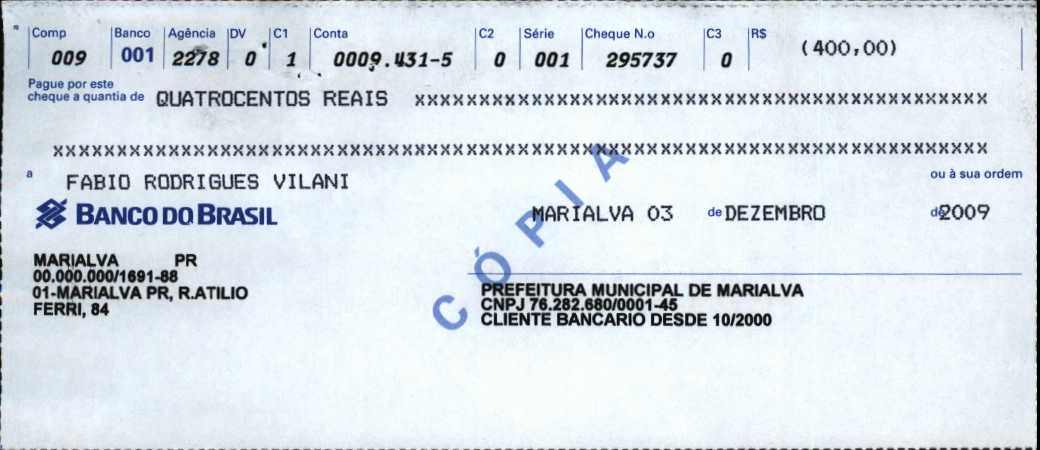 Comp Banco Agência DV C1 Conta C2 Série Cheque N.o C3 R$
009 001 2278 0 1 0009.431-5 0 001 295737 0 (400,00)
Pague por este
cheque a quantia de QUATROCENTOS REAIS xxxxxxxxxxxxxxxxxxxxxxxxxxxxxxxxxxxxxxxxxxxxx
xxxxxxxxxxxxxxxxxxxxxxxxxxxxxxxxxxxxxxxxxxxxxxxxxxxxxxxxxxxxxxxxxxxxxxxxx
a FABIO RODRIGUES VILANI ou à sua ordem
BANCO DO BRASIL MARIALVA 03 de DEZEMBRO de 2009
MARIALVA PR
00.000.000/1691-88
01-MARIALVA PR, R.ATILIO
FERRI, 84
PREFEITURA MUNICIPAL DE MARIALVA
CNPJ 76.282.680/0001-45
CLIENTE BANCARIO DESDE 10/2000
CÓPIA